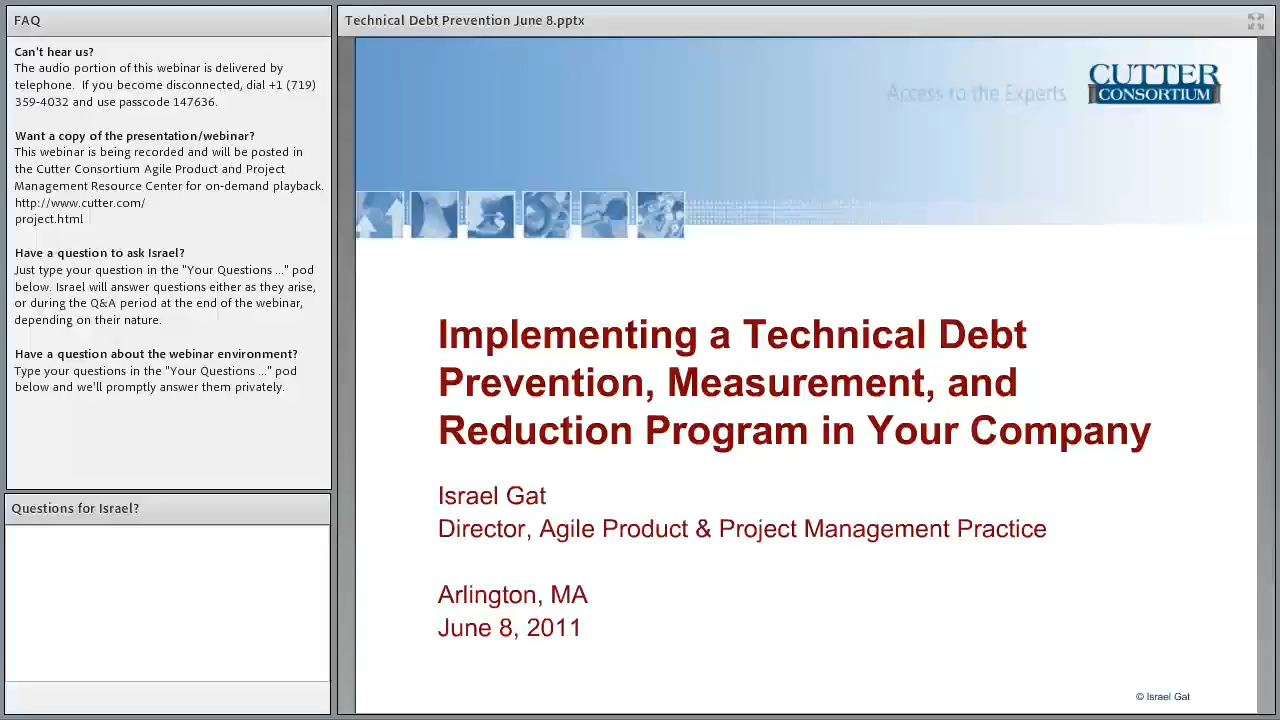 FAQ
Can't hear us?
The audio portion of this webinar is delivered by
telephone. If you become disconnected, dial +1 (719)
359-4032 and use passcode 147636.
Want a copy of the presentation/webinar?
This webinar is being recorded and will be posted in
the Cutter Consortium Agile Product and Project
Management Resource Center for on-demand playback.
http://www.cutter.com/
project.html
Have a question to ask Israel?
Just type your question in the "Your Questions ..." pod
below. Israel will answer questions either as they arise,
or during the Q&A period at the end of the webinar,
depending on their nature.
Have a question about the webinar environment?
Type your questions in the "Your Questions ..." pod
below and we'll promptly answer them privately.
Questions for Israel?
Technical Debt Prevention June 8.pptx
Access to the Experts
CUTTER
CONSORTIUM
Implementing a Technical Debt
Prevention, Measurement, and
Reduction Program in Your Company
Israel Gat
Director, Agile Product & Project Management Practice
Arlington, MA
June 8, 2011
© Israel Gat